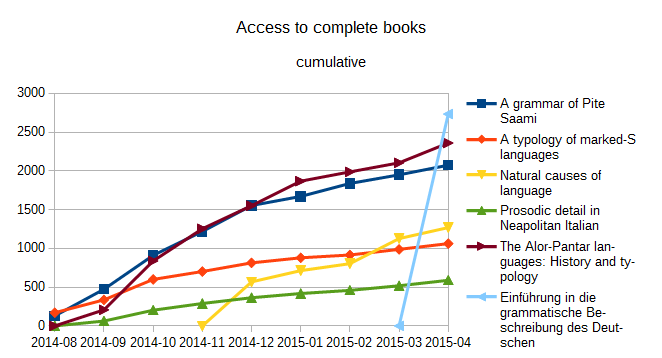 Access to complete books
cumulative
3000
2500
2000
1500
1000
500
0
2014-08 2014-09 2014-10 2014-11 2014-12 2015-01 2015-02 2015-03 2015-04
A grammar of Pite
Saami
A typology of marked-S
languages
Natural causes of
language
Prosodic detail in
Neapolitan Italian
The Alor-Pantar lan-
guages: History and ty-
pology
Einführung in die
grammatische Be-
schreibung des Deut-
schen